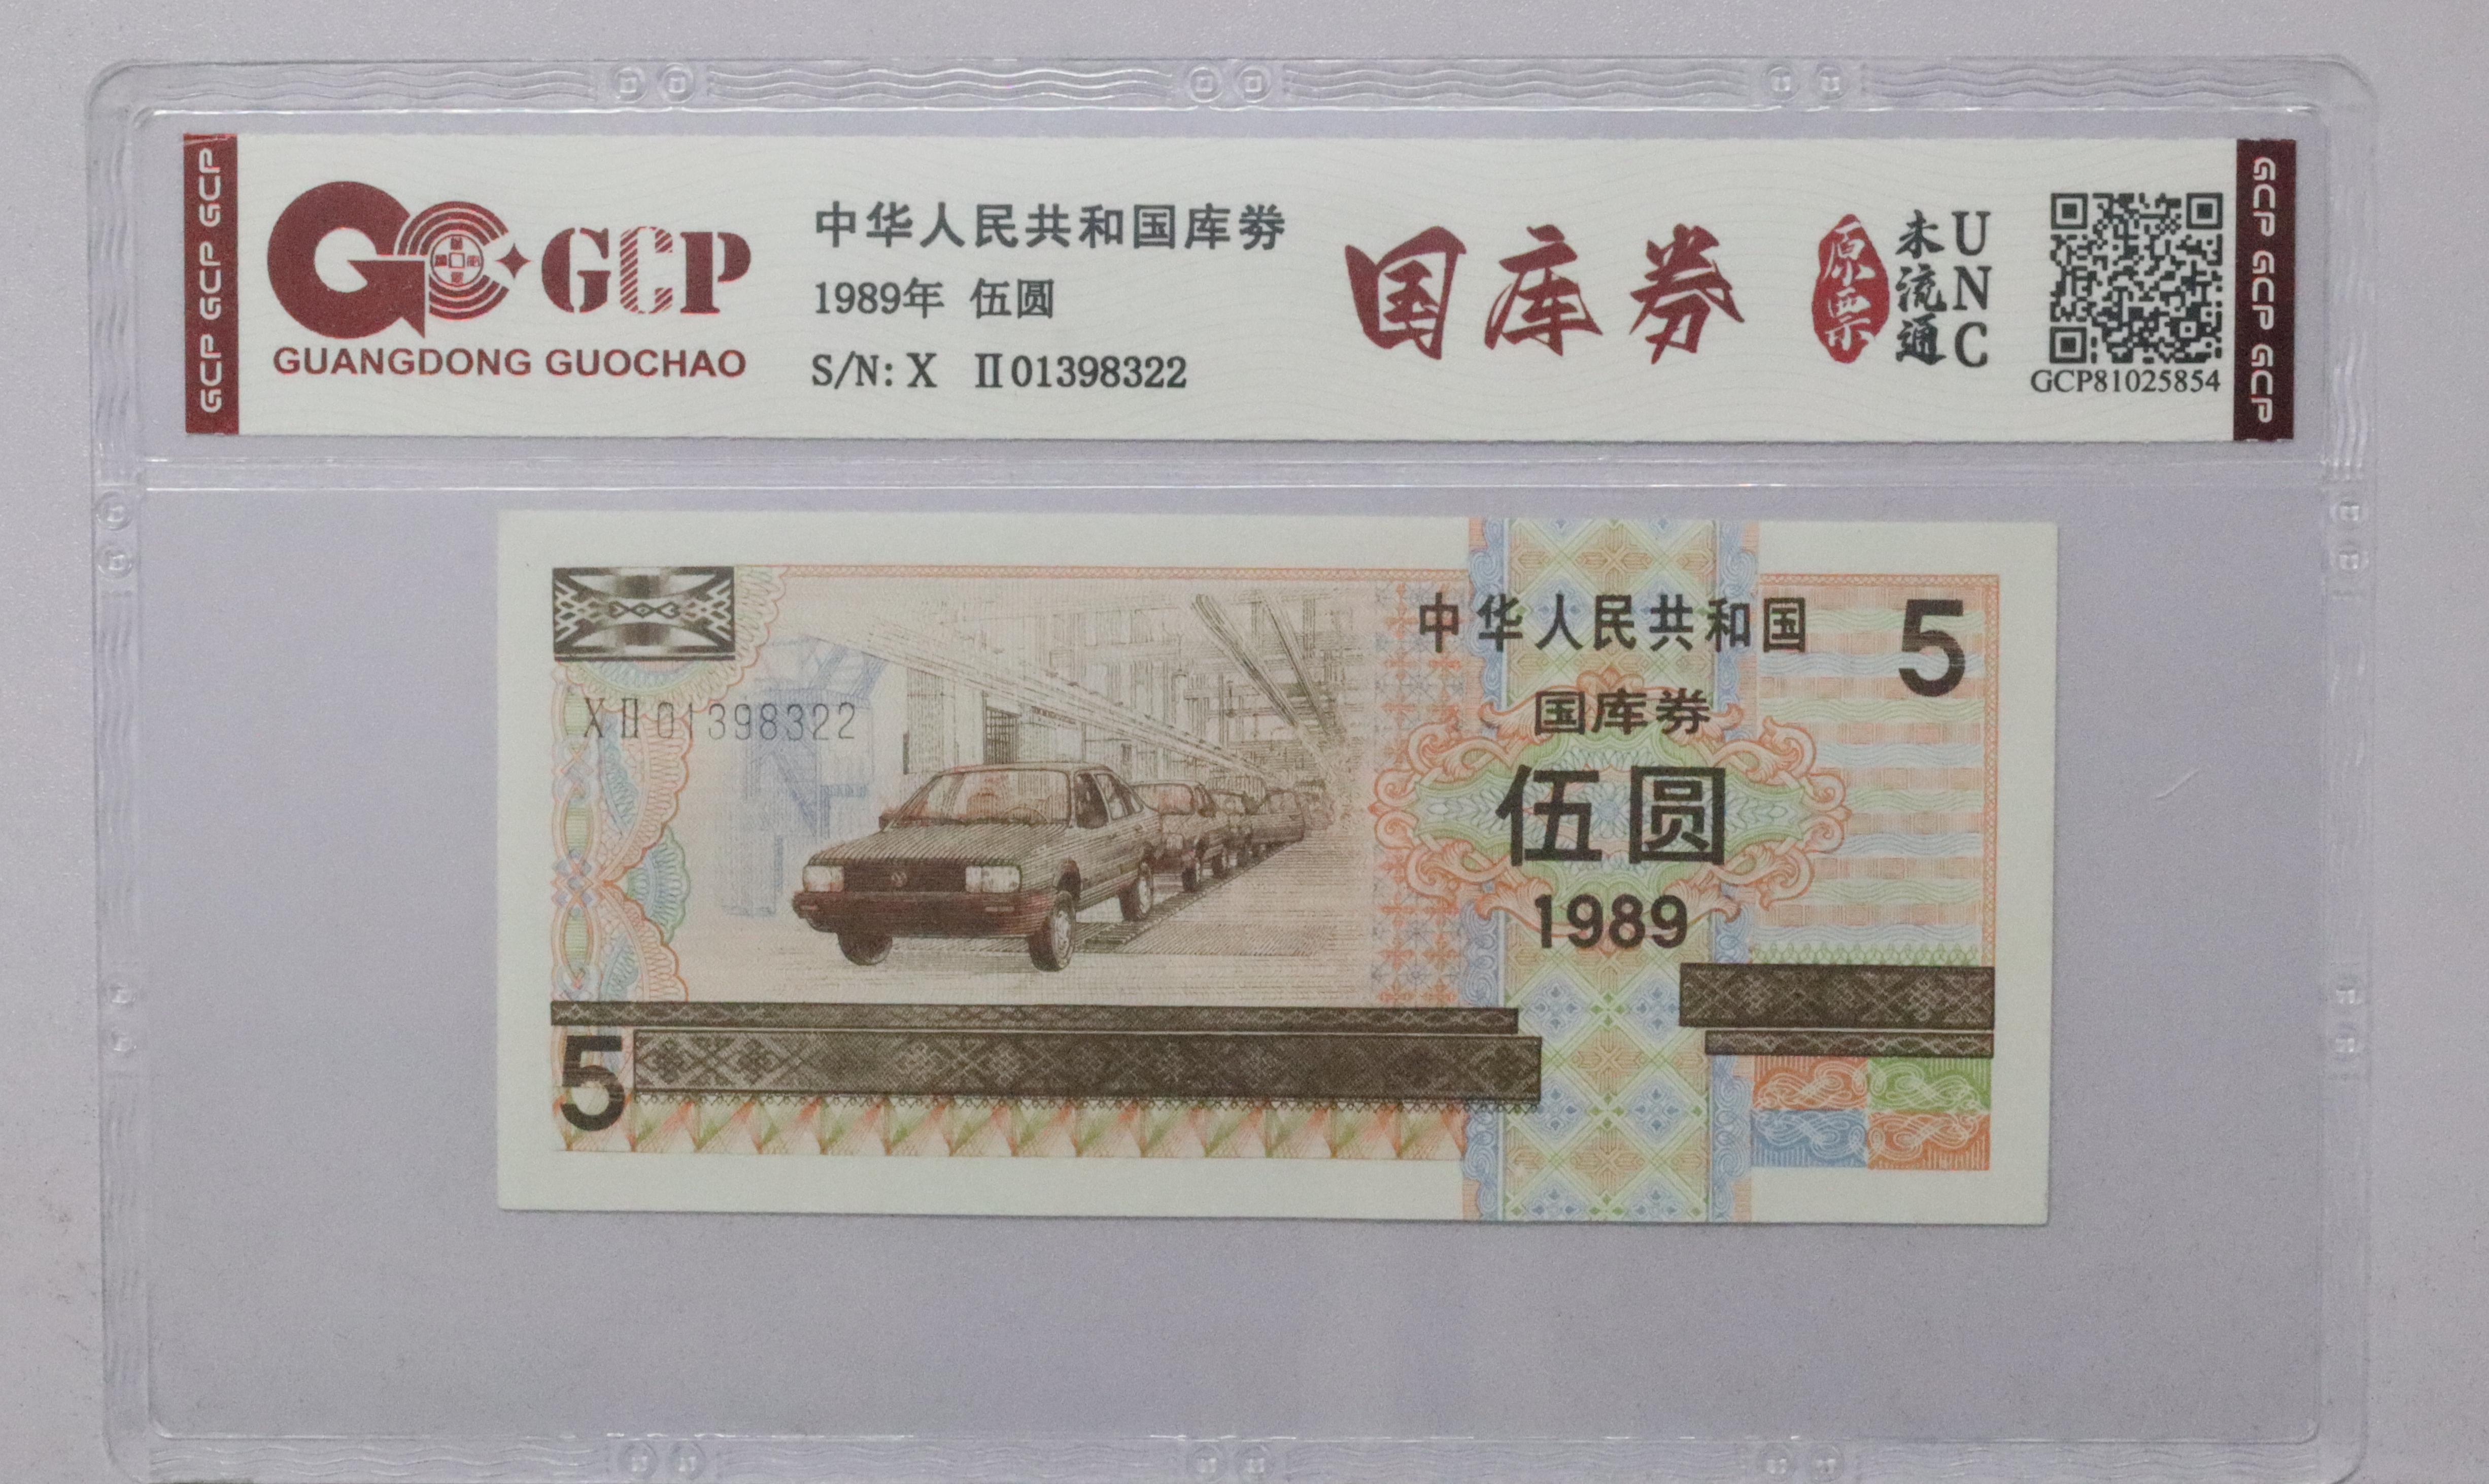 GCP GCP GCP
GCP
GUANGDONG GUOCHAO
中华人民共和国国库券
1989年 伍圆
S/N: X Ⅱ01398322
国库券
原票
未流通
UNC
GCP81025854
GCP GCP GCP
中华人民共和国
5
XⅡ01398322
国库券
伍圆
1989
5